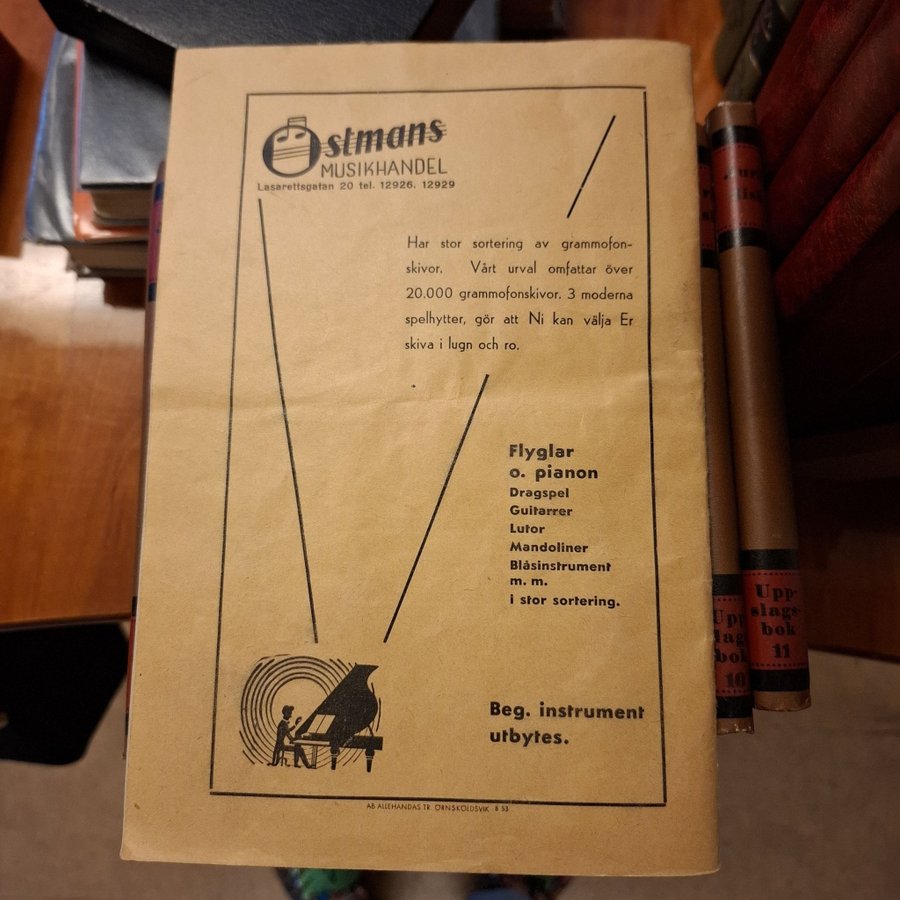 Östmans
MUSIKHANDEL
Lasarettsgatan 20 tel. 12926. 12929
Har stor sortering av grammofon-
skivor. Vårt urval omfattar över
20.000 grammofonskivor. 3 moderna
spelhytter, gör att Ni kan välja Er
skiva i lugn och ro.
Flyglar
o. pianon
Dragspel
Guitarrer
Lutor
Mandoliner
Blåsinstrument
m. m.
i stor sortering.
Beg. instrument
utbytes.
AB ALLEHANDAS TR. ÖRNSKÖLDSVIK 8 53
Upp-
slags-
bok
11
Upp
lag
bok
10